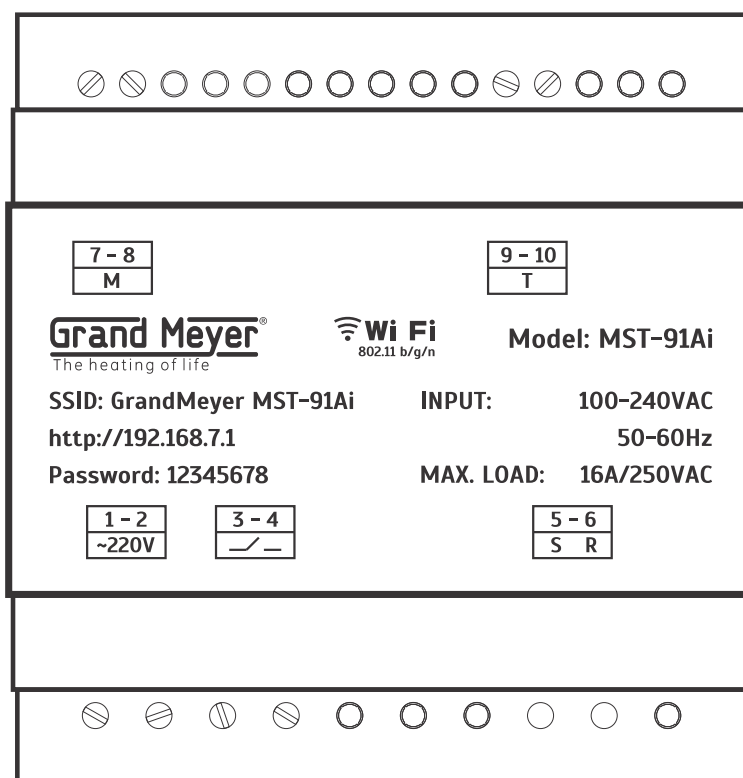 7 - 8
M
9 - 10
T
Grand Meyer®
The heating of life
Wi Fi
802.11 b/g/n
Model: MST-91Ai
SSID: GrandMeyer MST-91Ai
http://192.168.7.1
Password: 12345678
INPUT: 100-240VAC
50-60Hz
MAX. LOAD: 16A/250VAC
1 - 2
~220V
3 - 4
5 - 6
S R